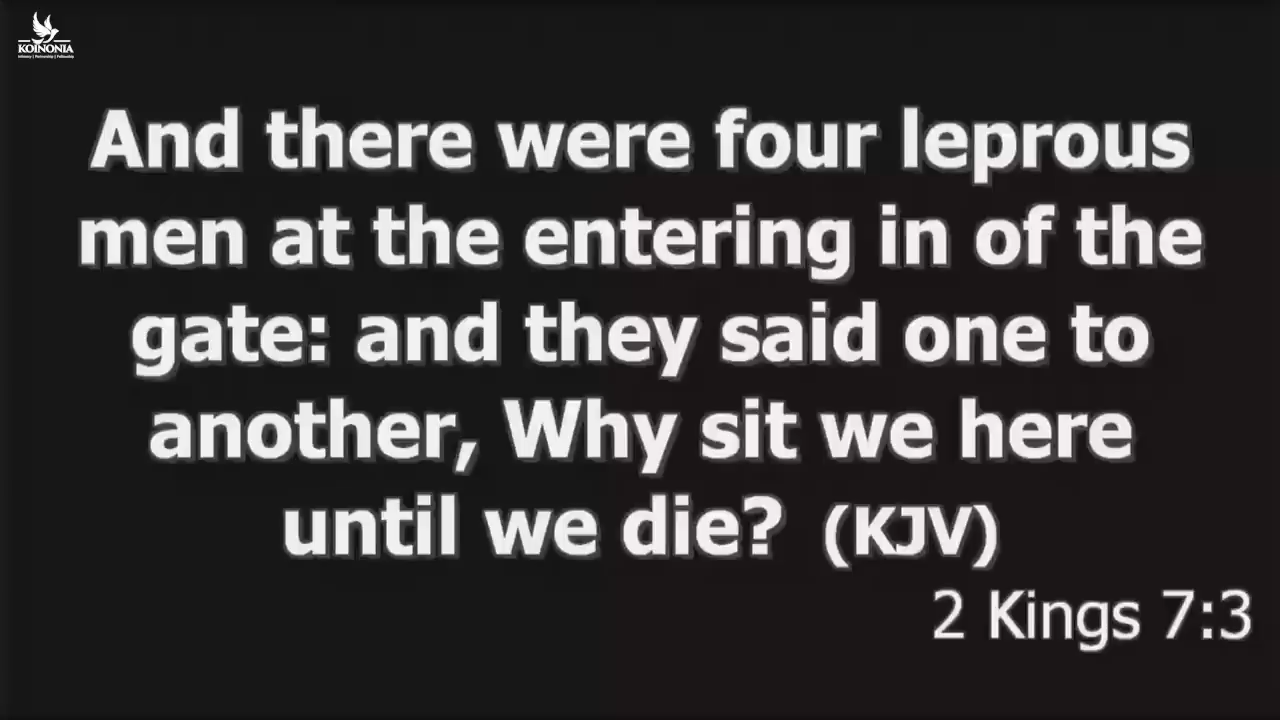 KOINONIA
And there were four leprous
men at the entering in of the
gate: and they said one to
another, Why sit we here
until we die? (KJV)
2 Kings 7:3